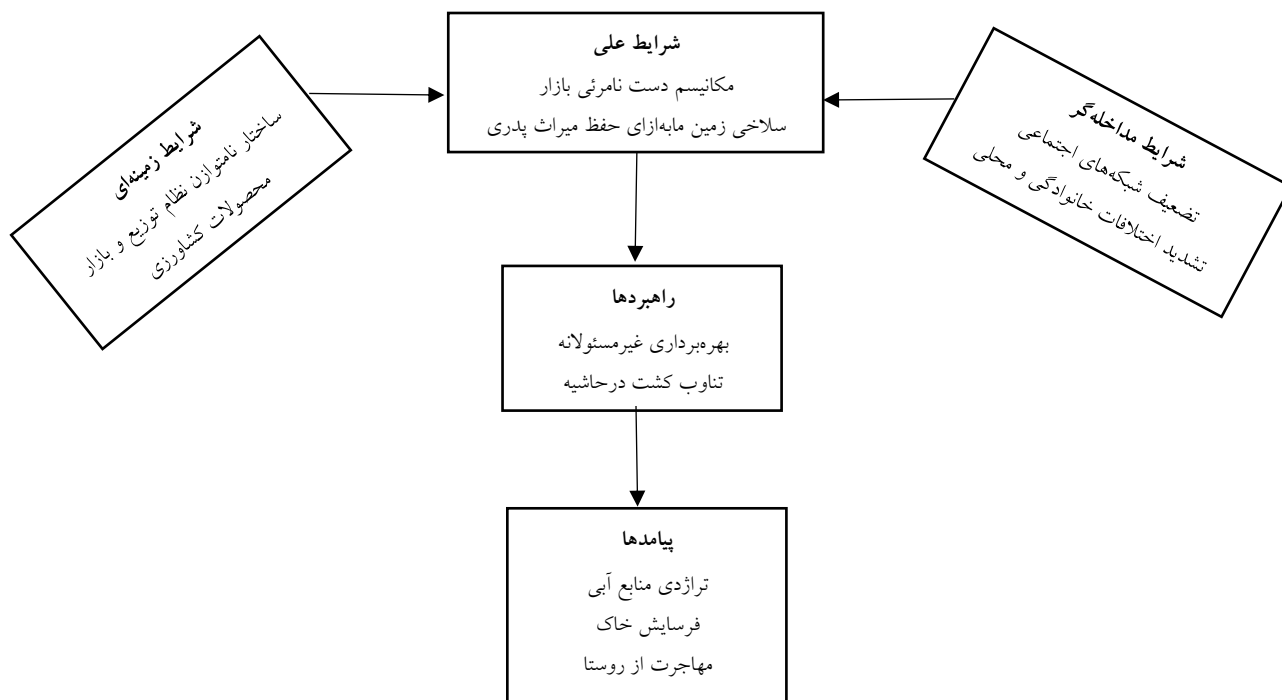 شرایط علی
مکانیسم دست نامرئی بازار
سلاخی زمین مابه‌ازای حفظ میراث پدری
شرایط مداخله‌گر
تضعیف شبکه‌های اجتماعی
تشدید اختلافات خانوادگی و محلی
شرایط زمینه‌ای
ساختار نامتوازن نظام توزیع و بازار
محصولات کشاورزی
راهبردها
بهره‌برداری غیرمسئولانه
تناوب کشت درحاشیه
پیامدها
تراژدی منابع آبی
فرسایش خاک
مهاجرت از روستا